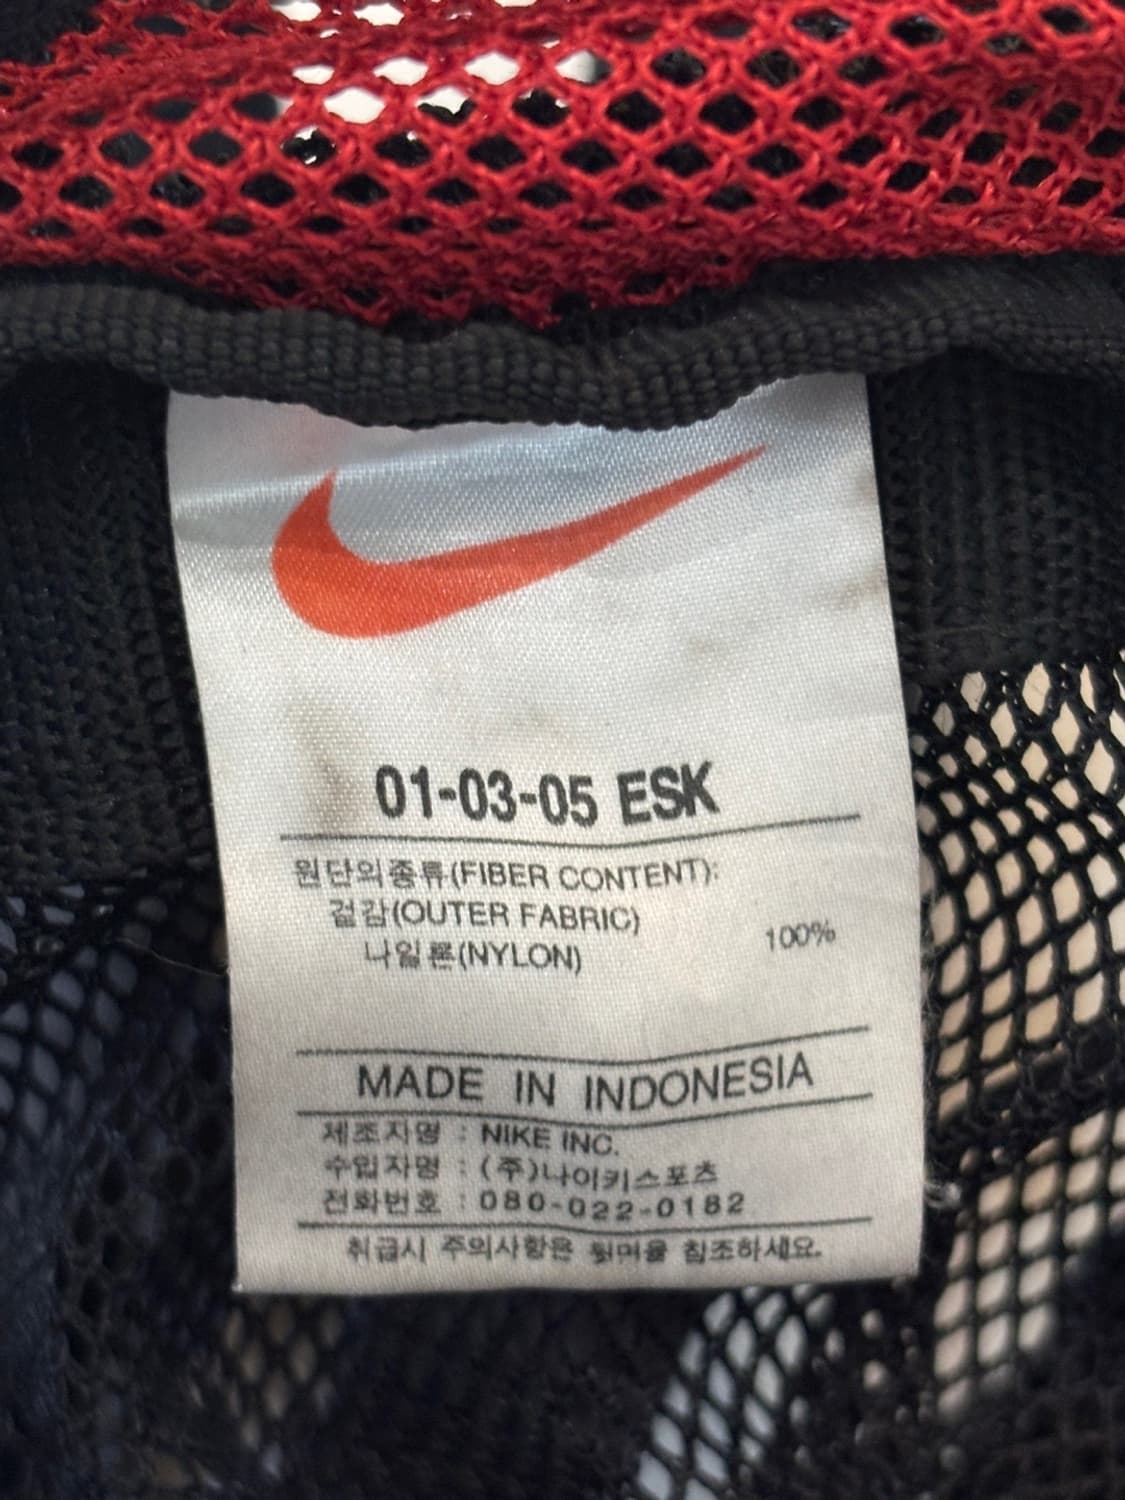 01-03-05 ESK
원단의종류(FIBER CONTENT):
겉감(OUTER FABRIC)
나일론(NYLON) 100%
MADE IN INDONESIA
제조자명 : NIKE INC.
수입자명 : (주)나이키스포츠
전화번호 : 080-022-0182
취급시 주의사항은 뒷면을 참조하세요.